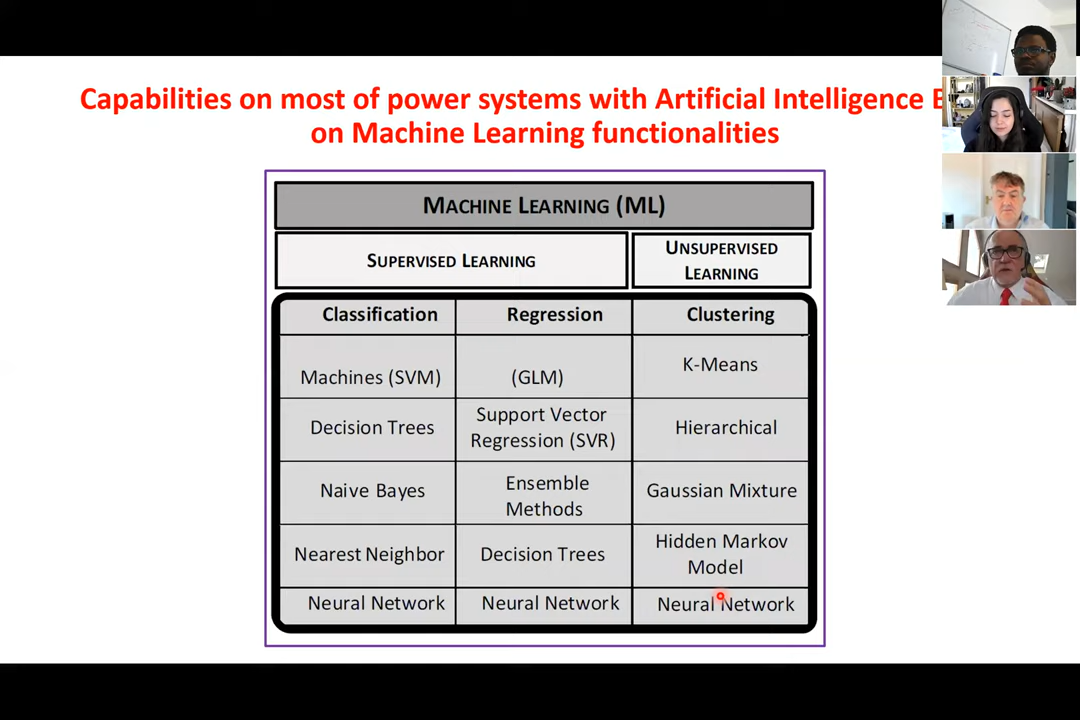 Capabilities on most of power systems with Artificial Intelligence
on Machine Learning functionalities
MACHINE LEARNING (ML)
SUPERVISED LEARNING
UNSUPERVISED
LEARNING
Classification
Regression
Clustering
Machines (SVM)
(GLM)
K-Means
Decision Trees
Support Vector
Regression (SVR)
Hierarchical
Naive Bayes
Ensemble
Methods
Gaussian Mixture
Nearest Neighbor
Decision Trees
Hidden Markov
Model
Neural Network
Neural Network
Neural Network